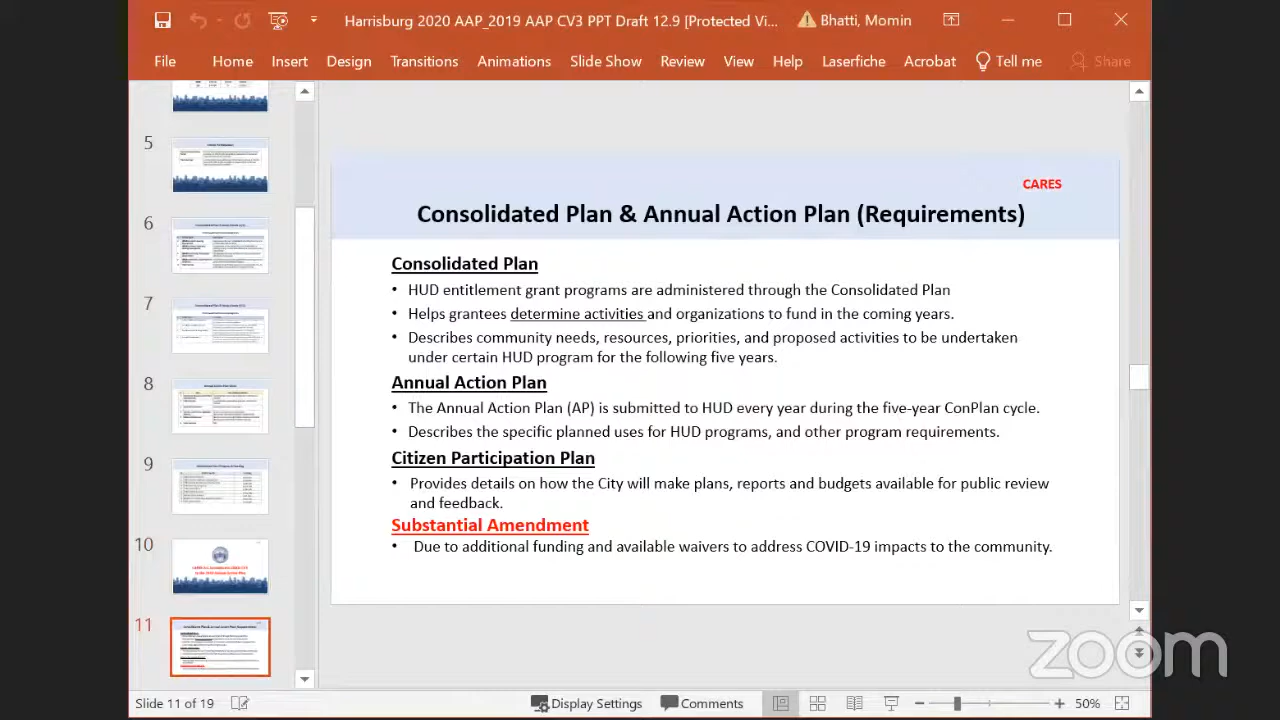 Harrisburg 2020 AAP_2019 AAP CV3 PPT Draft 12.9 [Protected Vi...
Bhatti, Momin
File Home Insert Design Transitions Animations Slide Show Review View Help Laserfiche Acrobat Tell me Share
5
6
7
8
9
10
11
CARES
Consolidated Plan & Annual Action Plan (Requirements)
Consolidated Plan
• HUD entitlement grant programs are administered through the Consolidated Plan
• Helps grantees determine activities and organizations to fund in the coming years.
• Describes community needs, resources, priorities, and proposed activities to be undertaken
under certain HUD program for the following five years.
Annual Action Plan
• The Annual Action Plan (AP) is submitted to HUD every year during the five-year ConPlan cycle.
• Describes the specific planned uses for HUD programs, and other program requirements.
Citizen Participation Plan
• Provides details on how the City will make plans, reports and budgets available for public review
and feedback.
Substantial Amendment
• Due to additional funding and available waivers to address COVID-19 impacts to the community.
zoom
Slide 11 of 19 Display Settings Comments 50%